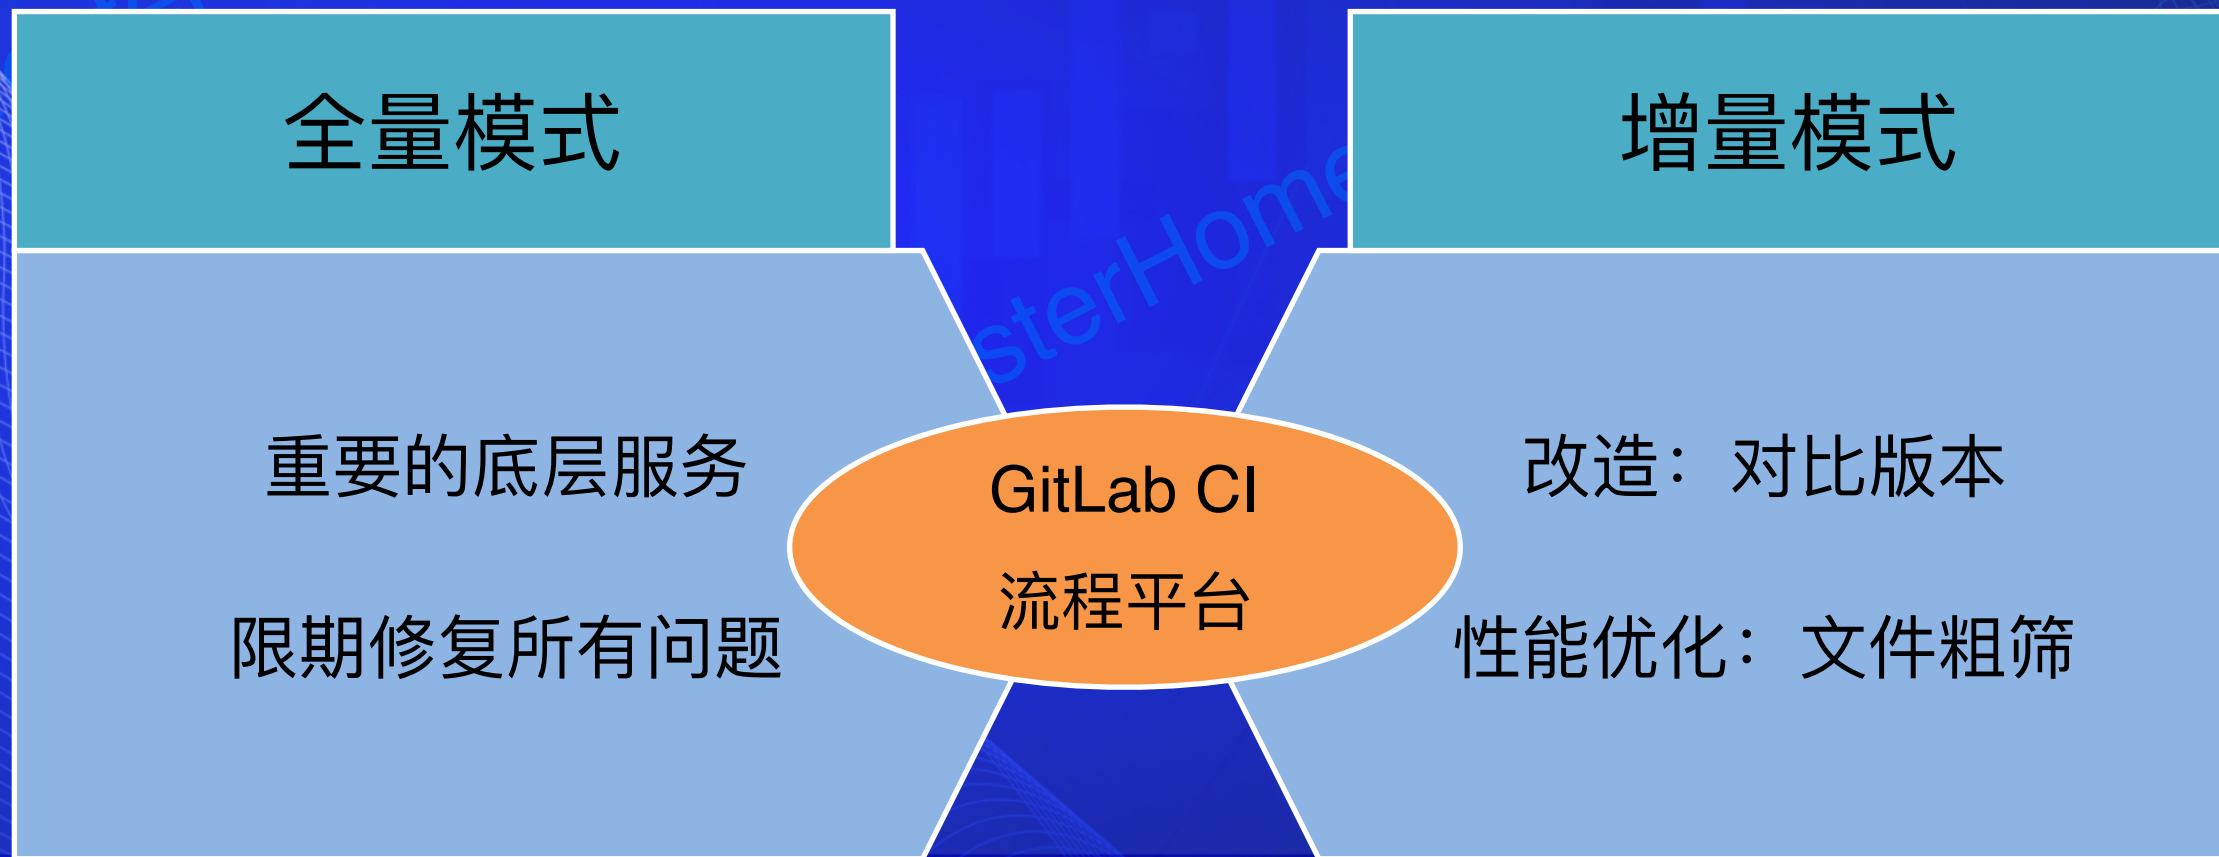 全量模式
增量模式
重要的底层服务
限期修复所有问题
GitLab CI
流程平台
改造：对比版本
性能优化：文件粗筛
sterHome